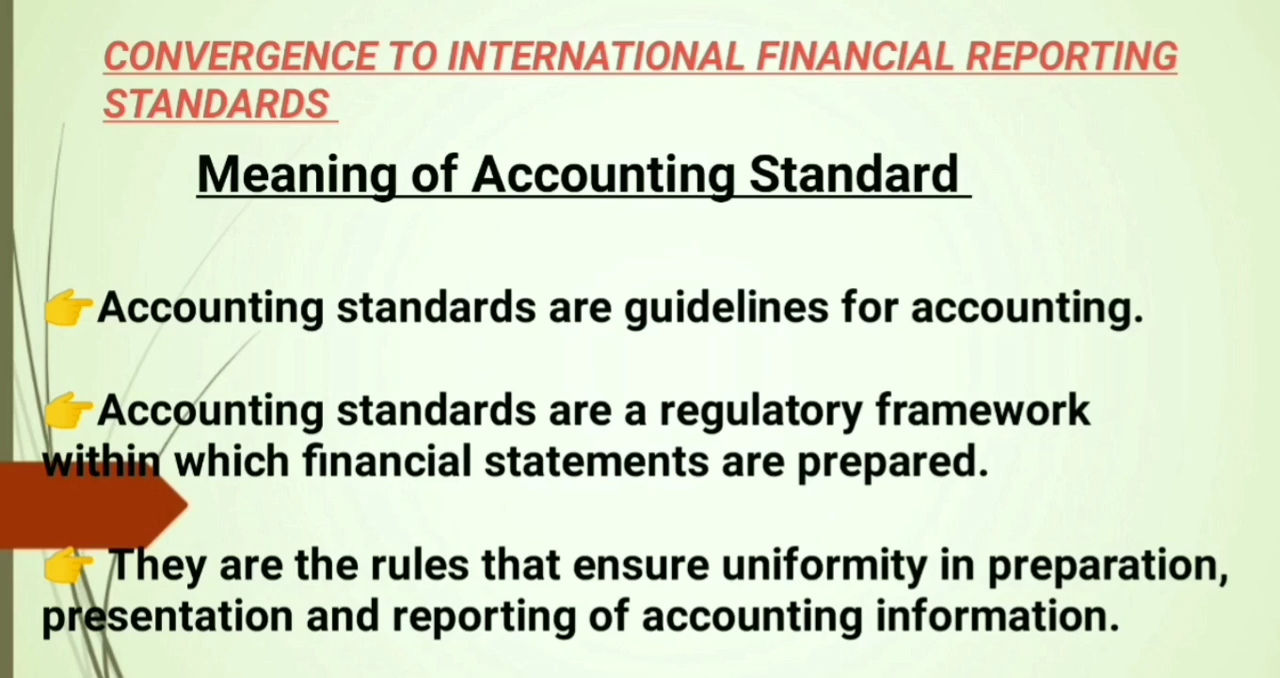 CONVERGENCE TO INTERNATIONAL FINANCIAL REPORTING
STANDARDS
Meaning of Accounting Standard
👉Accounting standards are guidelines for accounting.
👉Accounting standards are a regulatory framework
within which financial statements are prepared.
👉 They are the rules that ensure uniformity in preparation,
presentation and reporting of accounting information.